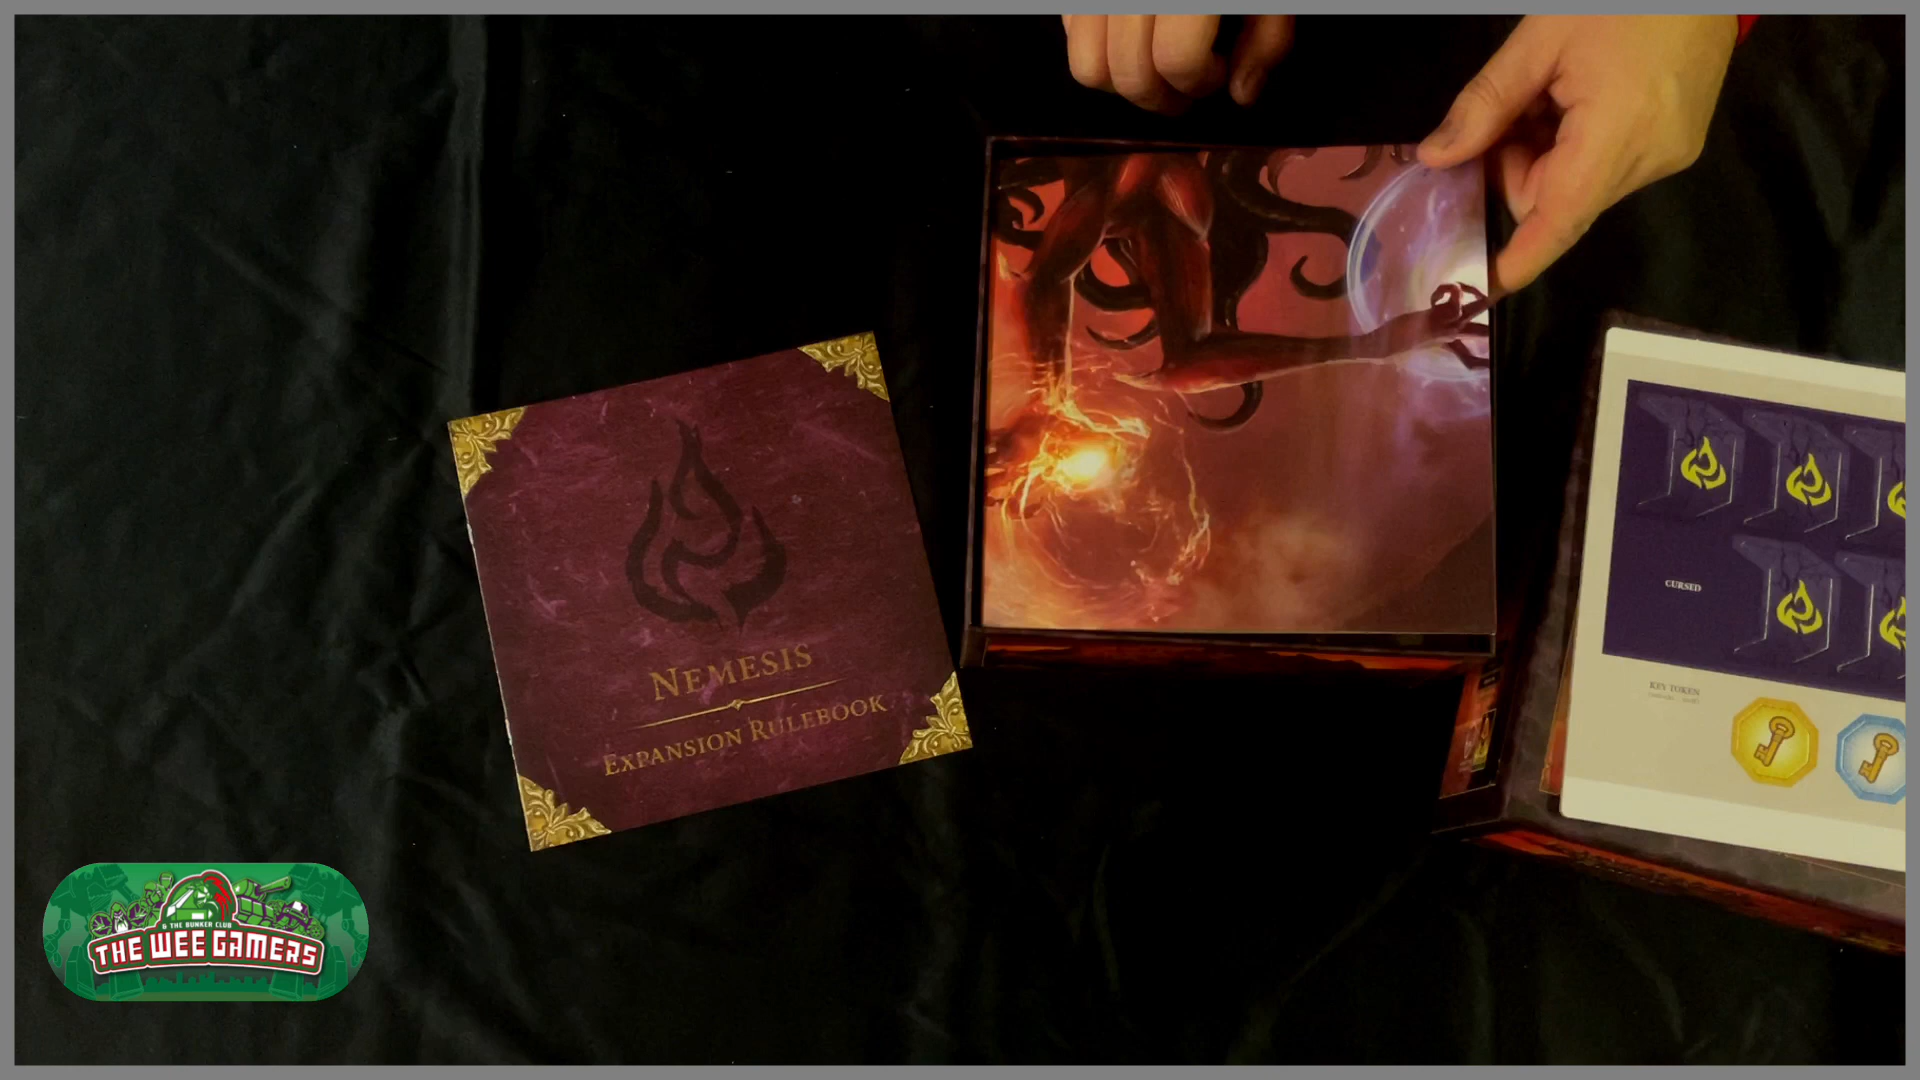 NEMESIS
EXPANSION RULEBOOK
CURSED
KEY TOKEN
& THE BUNKER CLUB
THE WEE GAMERS